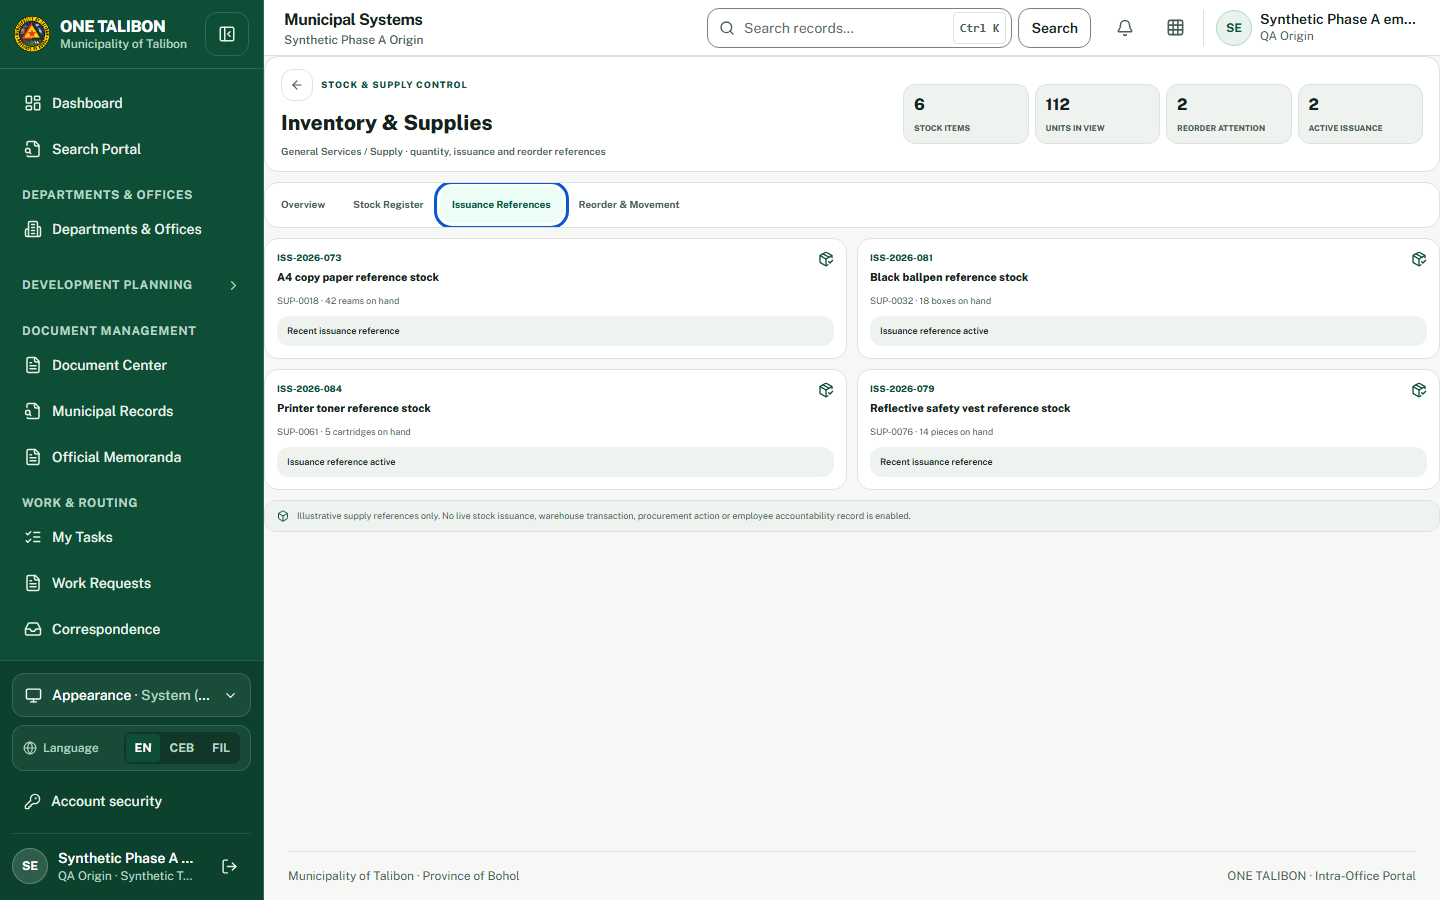 ONE TALIBON
Municipality of Talibon
Dashboard
Search Portal
DEPARTMENTS & OFFICES
Departments & Offices
DEVELOPMENT PLANNING
DOCUMENT MANAGEMENT
Document Center
Municipal Records
Official Memoranda
WORK & ROUTING
My Tasks
Work Requests
Correspondence
Appearance · System (...
Language EN CEB FIL
Account security
SE Synthetic Phase A ...
QA Origin · Synthetic T...
Municipal Systems
Synthetic Phase A Origin
Search records... Ctrl K Search
SE Synthetic Phase A em...
QA Origin
STOCK & SUPPLY CONTROL
Inventory & Supplies
General Services / Supply · quantity, issuance and reorder references
6
STOCK ITEMS
112
UNITS IN VIEW
2
REORDER ATTENTION
2
ACTIVE ISSUANCE
Overview Stock Register Issuance References Reorder & Movement
ISS-2026-073
A4 copy paper reference stock
SUP-0018 · 42 reams on hand
Recent issuance reference
ISS-2026-081
Black ballpen reference stock
SUP-0032 · 18 boxes on hand
Issuance reference active
ISS-2026-084
Printer toner reference stock
SUP-0061 · 5 cartridges on hand
Issuance reference active
ISS-2026-079
Reflective safety vest reference stock
SUP-0076 · 14 pieces on hand
Recent issuance reference
Illustrative supply references only. No live stock issuance, warehouse transaction, procurement action or employee accountability record is enabled.
Municipality of Talibon · Province of Bohol
ONE TALIBON · Intra-Office Portal